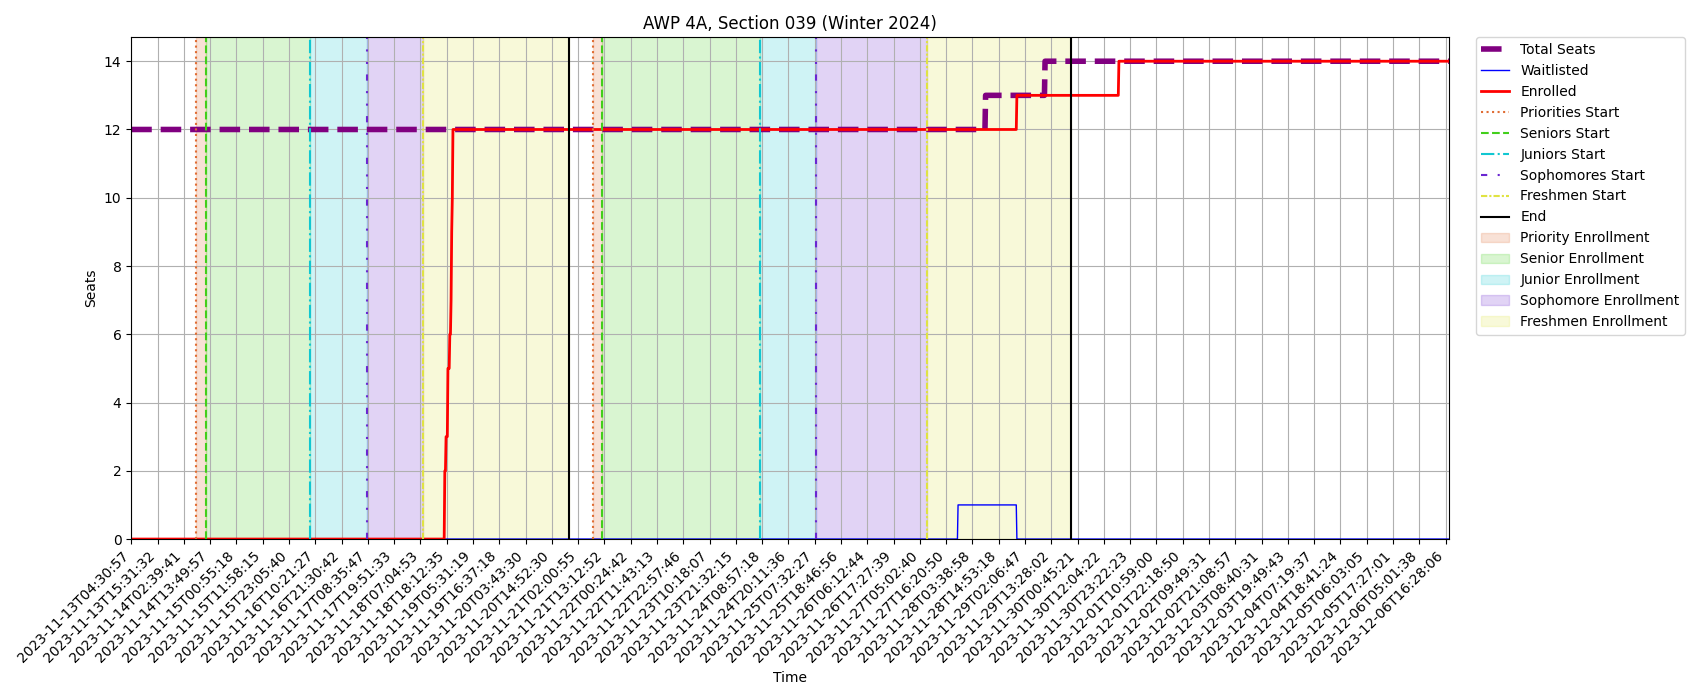 AWP 4A, Section 039 (Winter 2024)
14
12
10
8
6
4
2
0
Seats
2023-11-13T04:30:57
2023-11-13T15:31:32
2023-11-14T02:39:41
2023-11-14T13:49:57
2023-11-15T00:55:18
2023-11-15T11:58:15
2023-11-15T23:05:40
2023-11-16T10:21:27
2023-11-16T21:30:42
2023-11-17T08:35:47
2023-11-17T19:51:33
2023-11-18T07:04:53
2023-11-18T18:12:35
2023-11-19T05:31:19
2023-11-19T16:37:18
2023-11-20T03:43:30
2023-11-20T14:52:30
2023-11-21T02:00:55
2023-11-21T13:12:52
2023-11-22T00:24:42
2023-11-22T11:43:13
2023-11-22T22:57:46
2023-11-23T10:18:07
2023-11-23T21:32:15
2023-11-24T08:57:18
2023-11-24T20:11:36
2023-11-25T07:32:27
2023-11-25T18:46:56
2023-11-26T06:12:44
2023-11-26T17:27:39
2023-11-27T05:02:40
2023-11-27T16:20:50
2023-11-28T03:38:58
2023-11-28T14:53:18
2023-11-29T02:06:47
2023-11-29T13:28:02
2023-11-30T00:45:21
2023-11-30T12:04:22
2023-11-30T23:22:23
2023-12-01T10:59:00
2023-12-01T22:18:50
2023-12-02T09:49:31
2023-12-02T21:08:57
2023-12-03T08:40:31
2023-12-03T19:49:43
2023-12-04T07:19:37
2023-12-04T18:41:24
2023-12-05T06:03:05
2023-12-05T17:27:01
2023-12-06T05:01:38
2023-12-06T16:28:06
Time
Total Seats
Waitlisted
Enrolled
Priorities Start
Seniors Start
Juniors Start
Sophomores Start
Freshmen Start
End
Priority Enrollment
Senior Enrollment
Junior Enrollment
Sophomore Enrollment
Freshmen Enrollment